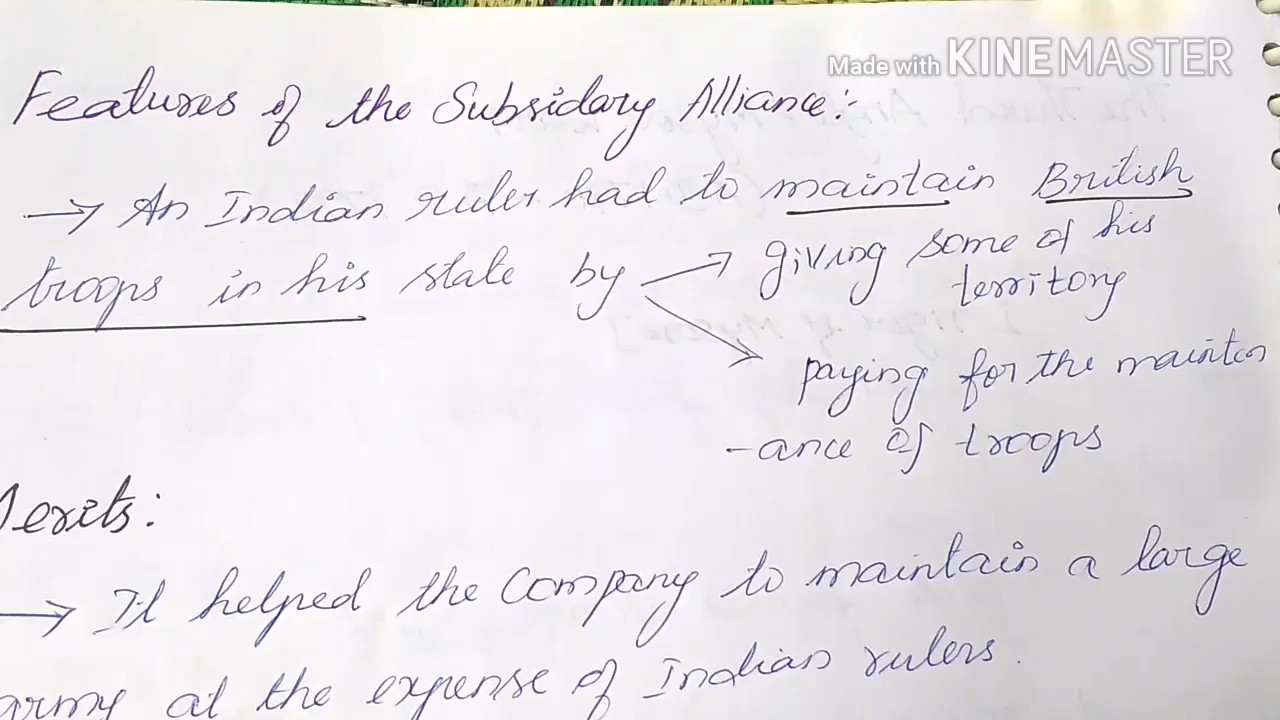 Made with KINEMASTER
Features of the Subsidary Alliance:-
→ An Indian ruler had to maintain British
troops in his state by → giving some of his
territory
→ paying for the mainten
-ance of troops
Merits:
→ It helped the Company to maintain a large
army at the expense of Indian rulers.